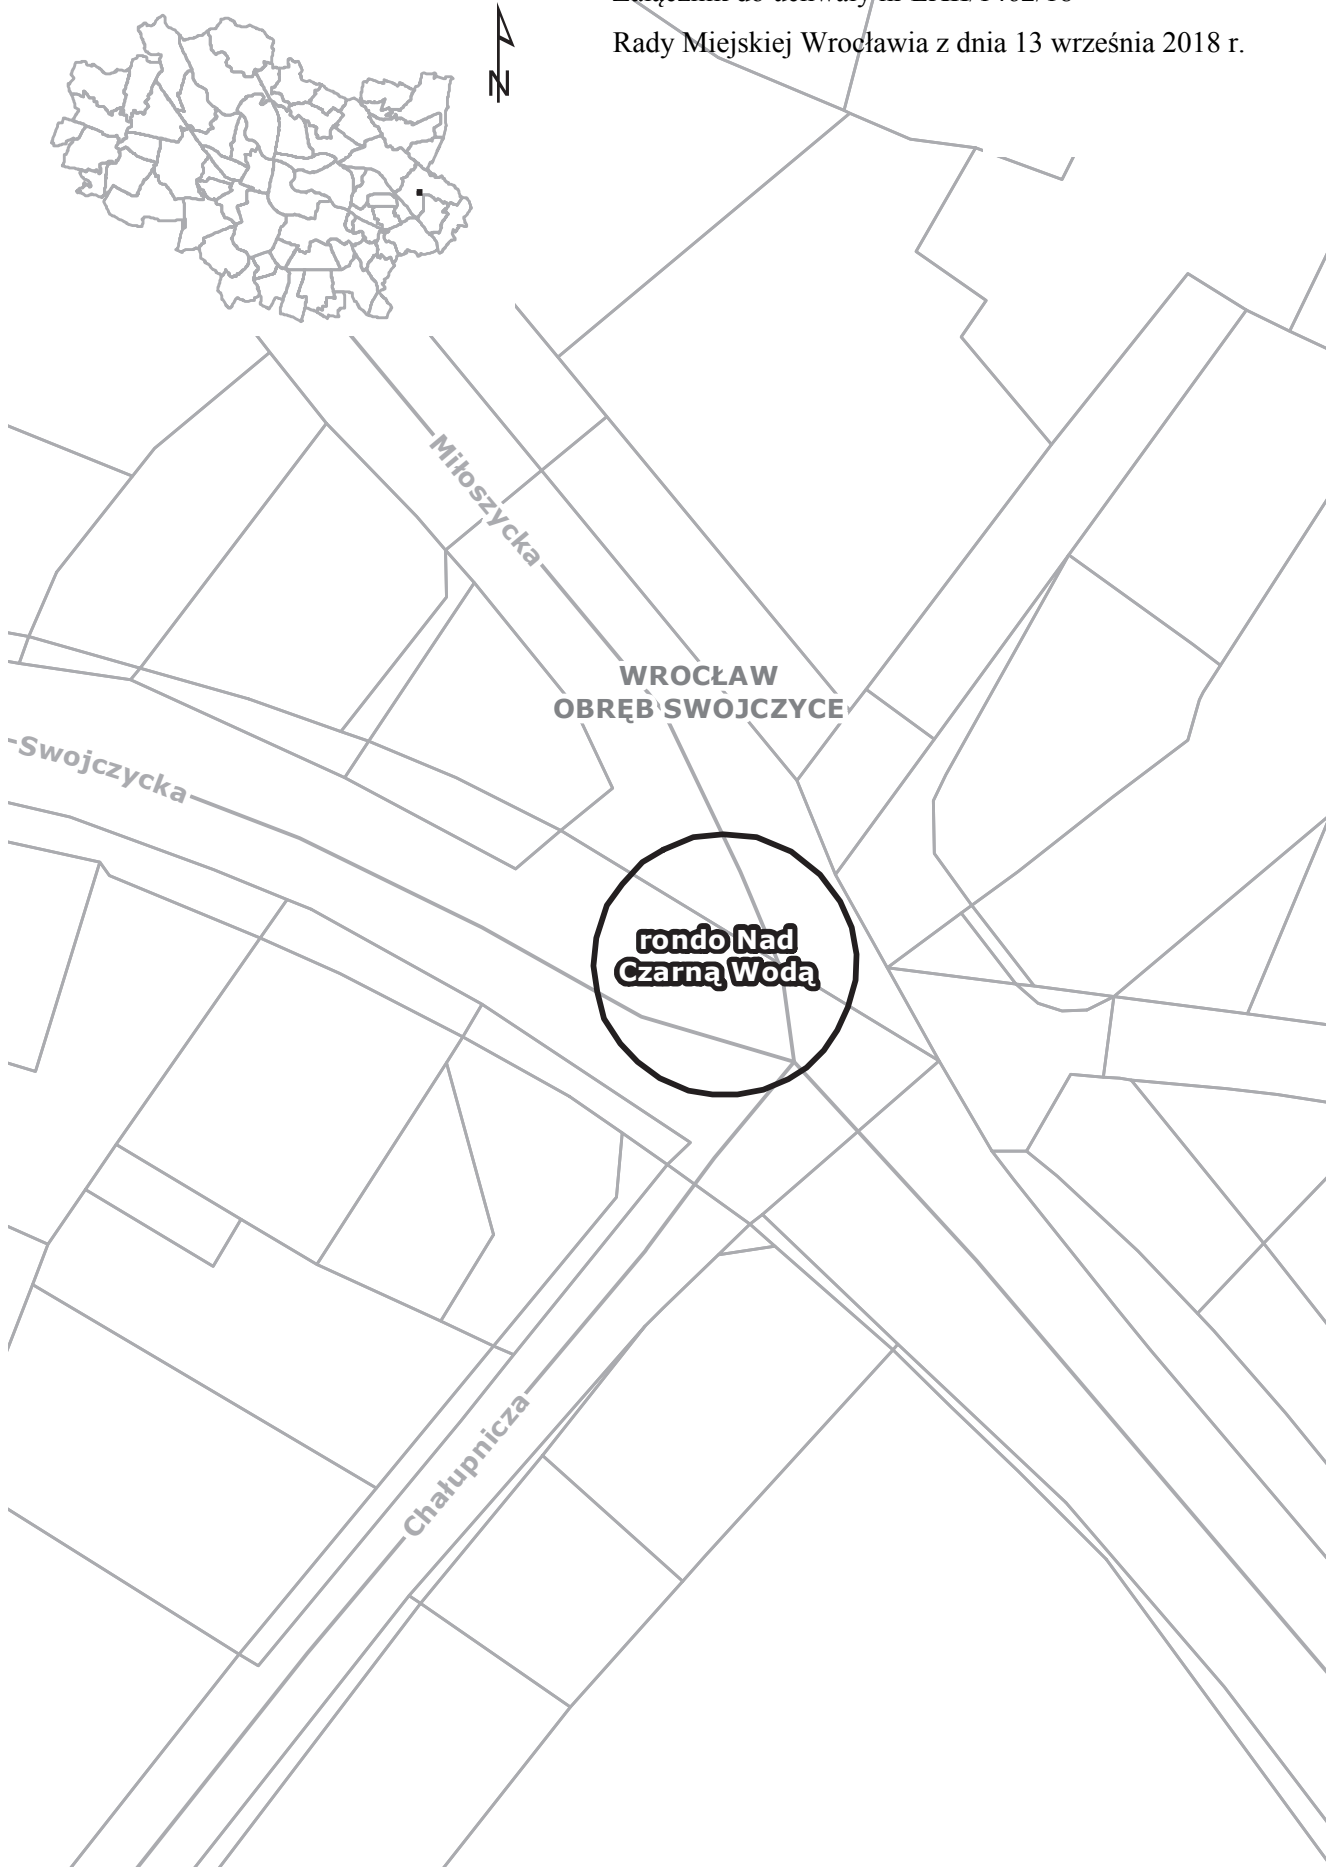 Rady Miejskiej Wrocławia z dnia 13 września 2018 r.
N
Miłoszycka
WROCŁAW
OBRĘB SWOJCZYCE
Swojczycka
rondo Nad
Czarną Wodą
Chałupnicza